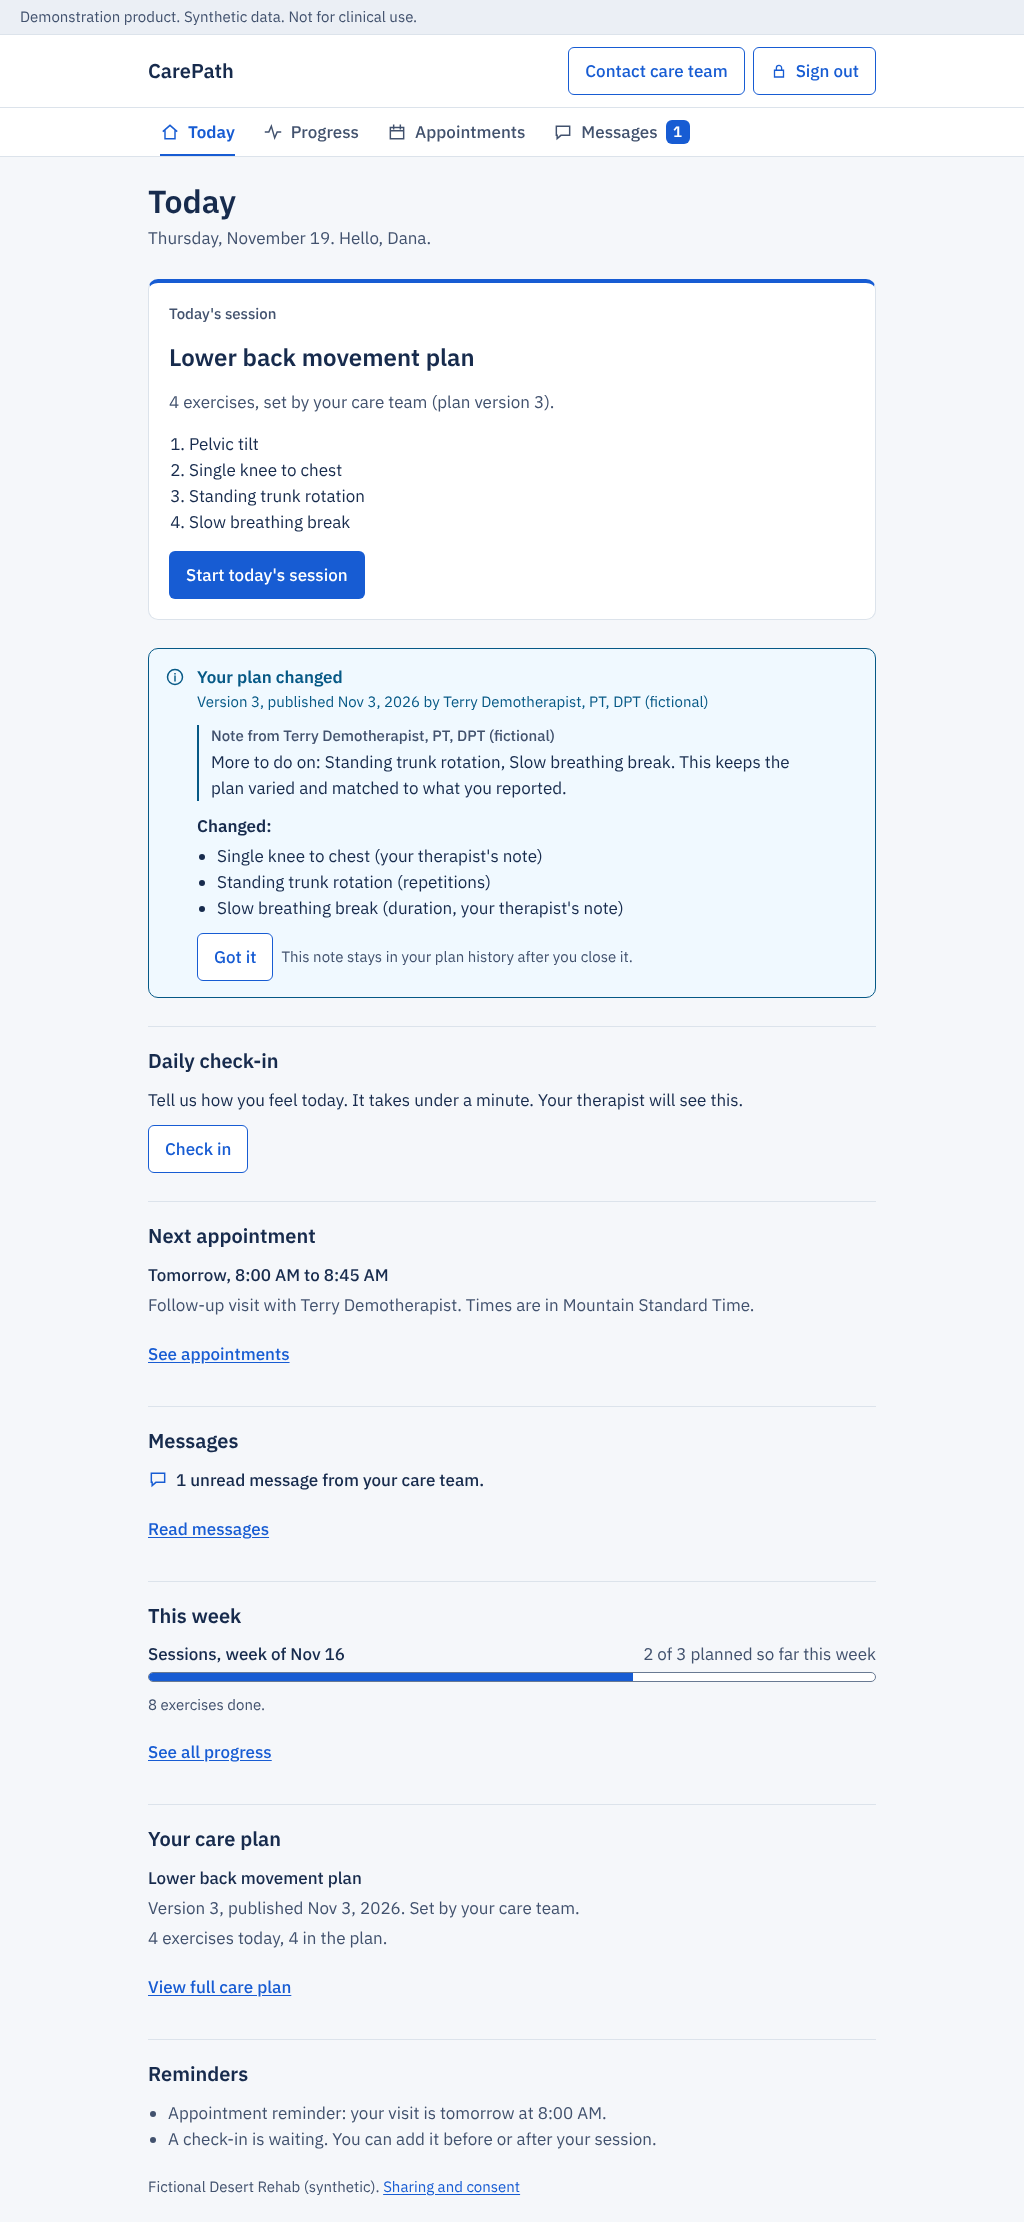 Demonstration product. Synthetic data. Not for clinical use.
CarePath
Contact care team
Sign out
Today
Progress
Appointments
Messages 1
Today
Thursday, November 19. Hello, Dana.
Today's session
Lower back movement plan
4 exercises, set by your care team (plan version 3).
1. Pelvic tilt
2. Single knee to chest
3. Standing trunk rotation
4. Slow breathing break
Start today's session
Your plan changed
Version 3, published Nov 3, 2026 by Terry Demotherapist, PT, DPT (fictional)
Note from Terry Demotherapist, PT, DPT (fictional)
More to do on: Standing trunk rotation, Slow breathing break. This keeps the
plan varied and matched to what you reported.
Changed:
• Single knee to chest (your therapist's note)
• Standing trunk rotation (repetitions)
• Slow breathing break (duration, your therapist's note)
Got it
This note stays in your plan history after you close it.
Daily check-in
Tell us how you feel today. It takes under a minute. Your therapist will see this.
Check in
Next appointment
Tomorrow, 8:00 AM to 8:45 AM
Follow-up visit with Terry Demotherapist. Times are in Mountain Standard Time.
See appointments
Messages
1 unread message from your care team.
Read messages
This week
Sessions, week of Nov 16
2 of 3 planned so far this week
8 exercises done.
See all progress
Your care plan
Lower back movement plan
Version 3, published Nov 3, 2026. Set by your care team.
4 exercises today, 4 in the plan.
View full care plan
Reminders
• Appointment reminder: your visit is tomorrow at 8:00 AM.
• A check-in is waiting. You can add it before or after your session.
Fictional Desert Rehab (synthetic). Sharing and consent